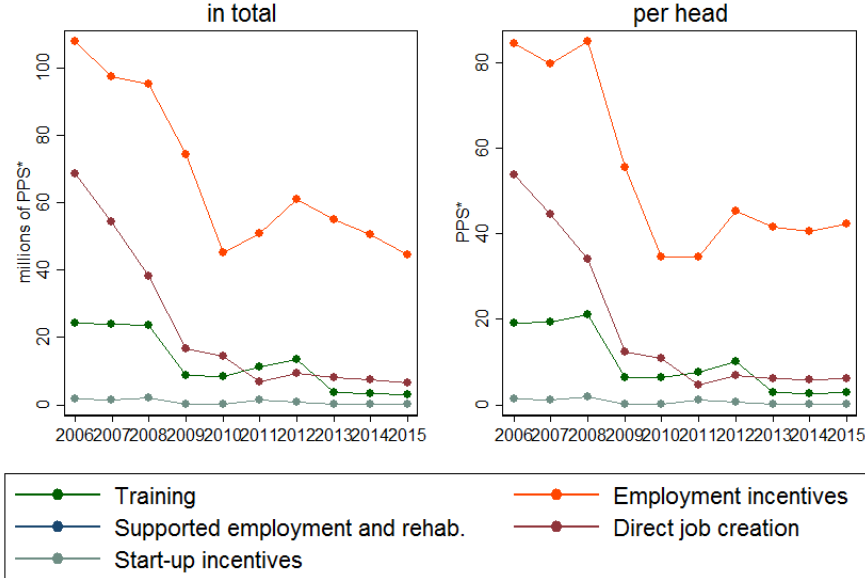 in total
per head
millions of PPS*
0 20 40 60 80 100
2006 2007 2008 2009 2010 2011 2012 2013 2014 2015
PPS*
0 20 40 60 80
2006 2007 2008 2009 2010 2011 2012 2013 2014 2015
Training
Employment incentives
Supported employment and rehab.
Direct job creation
Start-up incentives